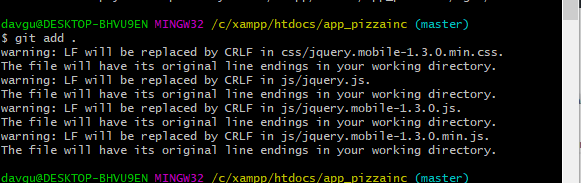 davgu@DESKTOP-BHVU9EN MINGW32 /c/xampp/htdocs/app_pizzainc (master)
$ git add .
warning: LF will be replaced by CRLF in css/jquery.mobile-1.3.0.min.css.
The file will have its original line endings in your working directory.
warning: LF will be replaced by CRLF in js/jquery.js.
The file will have its original line endings in your working directory.
warning: LF will be replaced by CRLF in js/jquery.mobile-1.3.0.js.
The file will have its original line endings in your working directory.
warning: LF will be replaced by CRLF in js/jquery.mobile-1.3.0.min.js.
The file will have its original line endings in your working directory.
davgu@DESKTOP-BHVU9EN MINGW32 /c/xampp/htdocs/app_pizzainc (master)